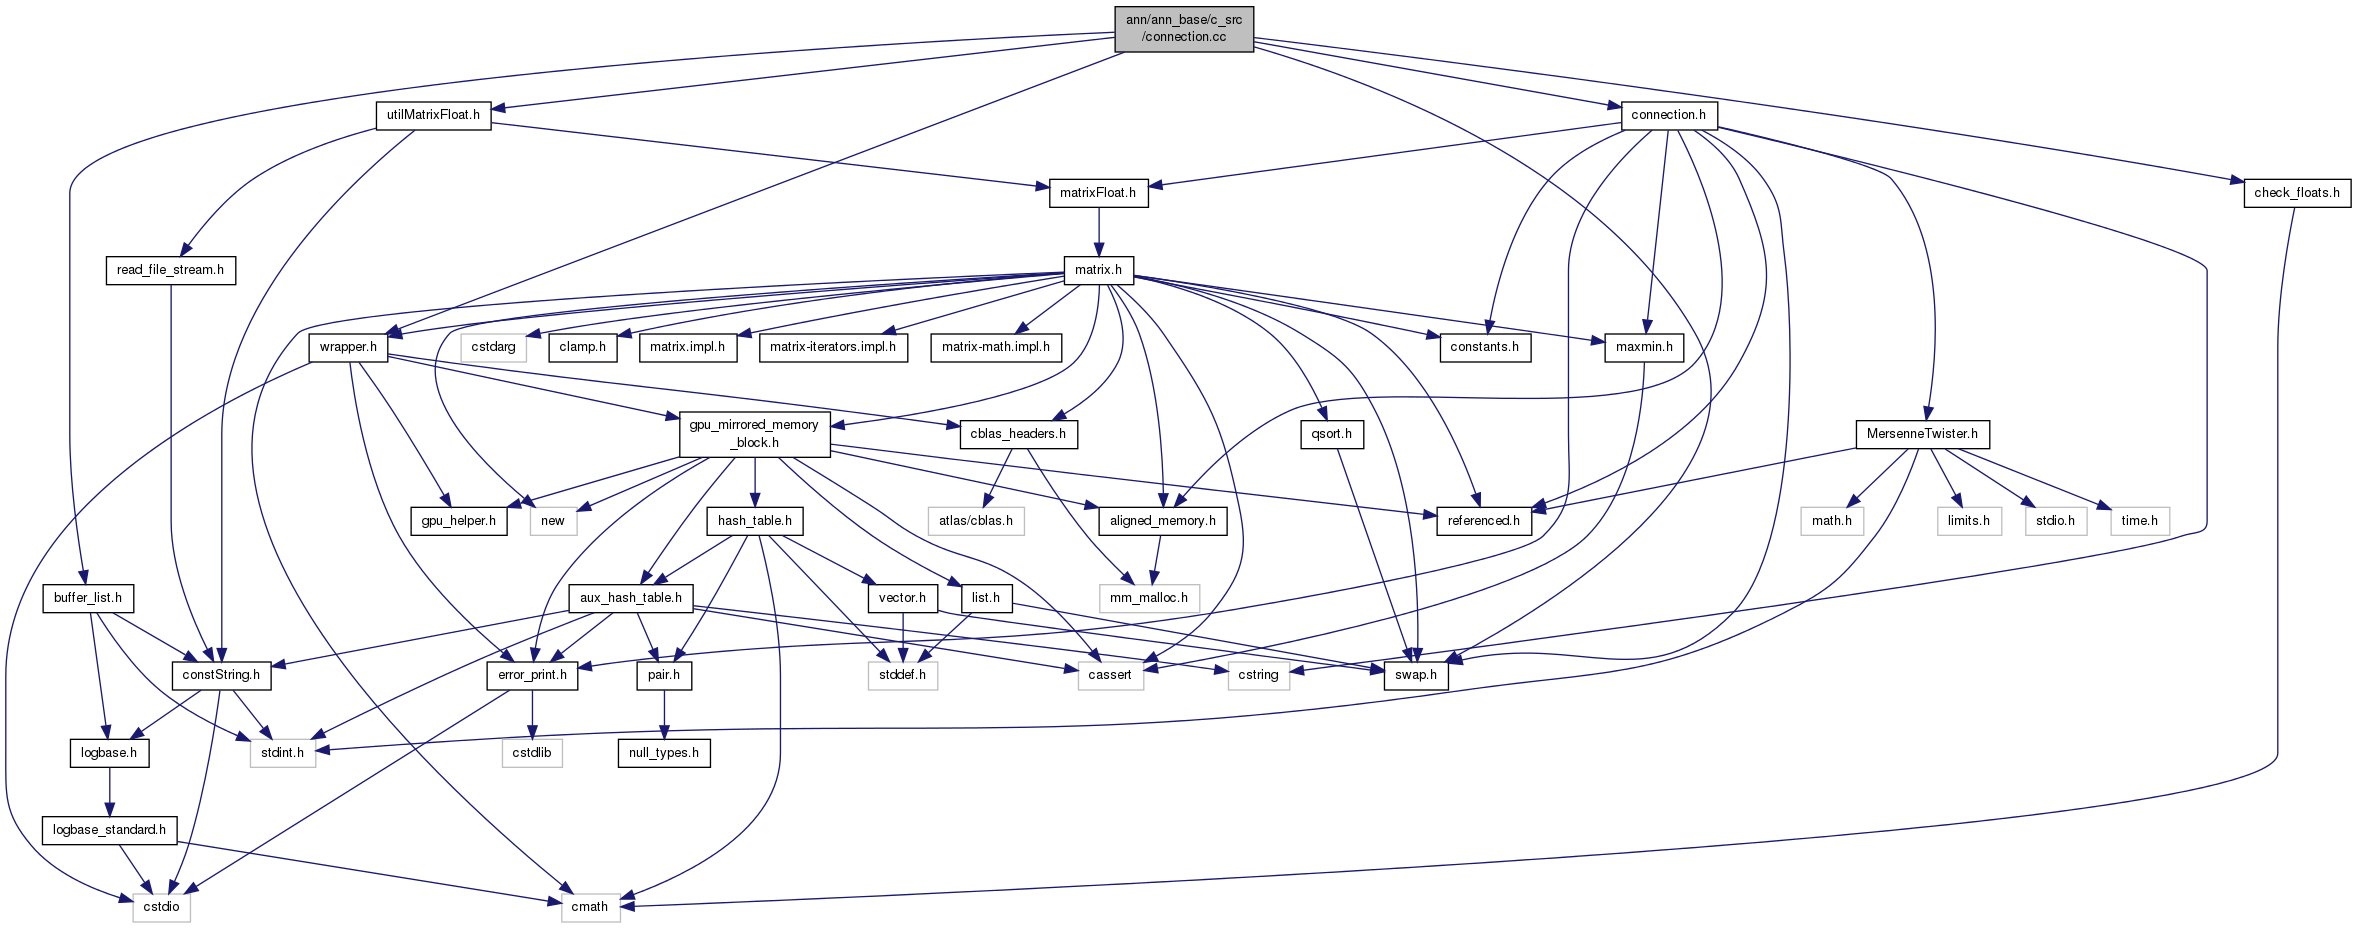 ann/ann_base/c_src
/connection.cc
utilMatrixFloat.h
connection.h
matrixFloat.h
check_floats.h
read_file_stream.h
matrix.h
wrapper.h
cstdarg
clamp.h
matrix.impl.h
matrix-iterators.impl.h
matrix-math.impl.h
constants.h
maxmin.h
gpu_mirrored_memory
_block.h
cblas_headers.h
qsort.h
MersenneTwister.h
gpu_helper.h
new
hash_table.h
atlas/cblas.h
aligned_memory.h
referenced.h
math.h
limits.h
stdio.h
time.h
buffer_list.h
aux_hash_table.h
vector.h
list.h
mm_malloc.h
constString.h
error_print.h
pair.h
stddef.h
cassert
cstring
swap.h
logbase.h
stdint.h
cstdlib
null_types.h
logbase_standard.h
cstdio
cmath